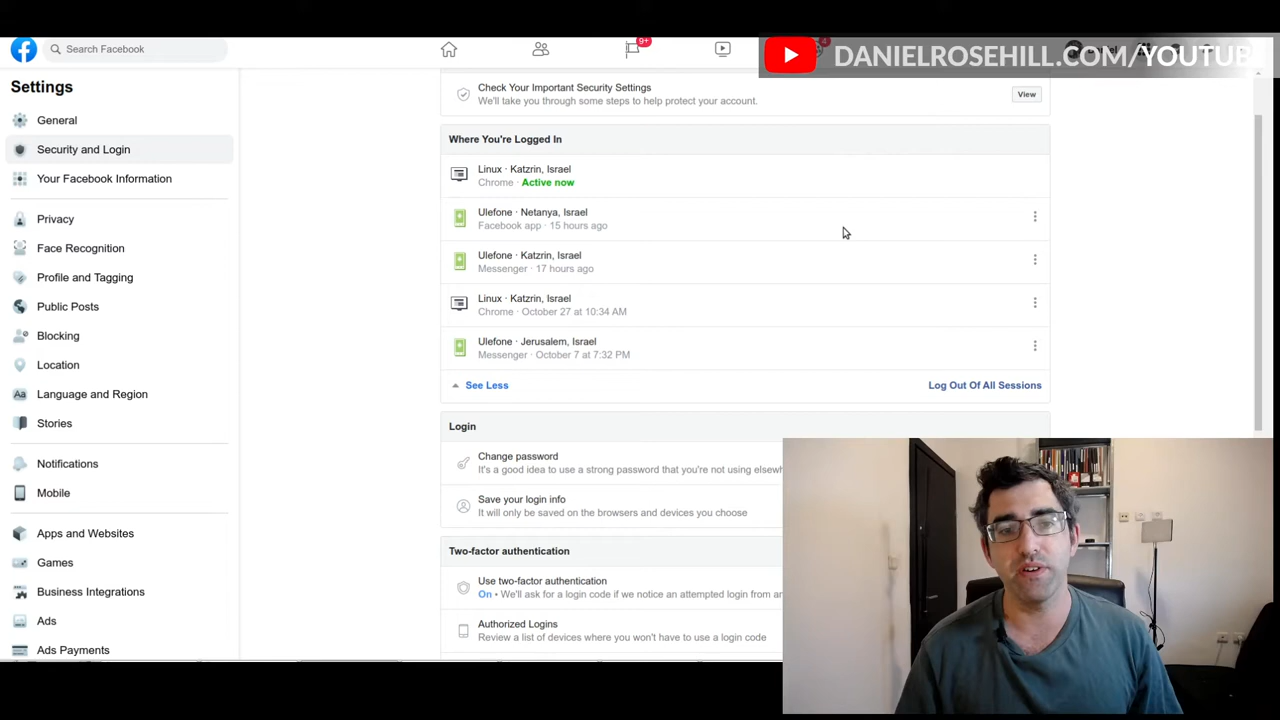 Search Facebook
9+
4
DANIELROSEHILL.COM/YOUTUBE
Settings
General
Security and Login
Your Facebook Information
Privacy
Face Recognition
Profile and Tagging
Public Posts
Blocking
Location
Aa Language and Region
Stories
Notifications
Mobile
Apps and Websites
Games
Business Integrations
Ads
Ads Payments
Check Your Important Security Settings
We'll take you through some steps to help protect your account.
View
Where You're Logged In
Linux · Katzrin, Israel
Chrome · Active now
Ulefone · Netanya, Israel
Facebook app · 15 hours ago
Ulefone · Katzrin, Israel
Messenger · 17 hours ago
Linux · Katzrin, Israel
Chrome · October 27 at 10:34 AM
Ulefone · Jerusalem, Israel
Messenger · October 7 at 7:32 PM
See Less
Log Out Of All Sessions
Login
Change password
It's a good idea to use a strong password that you're not using elsewh
Save your login info
It will only be saved on the browsers and devices you choose
Two-factor authentication
Use two-factor authentication
On • We'll ask for a login code if we notice an attempted login from an
Authorized Logins
Review a list of devices where you won't have to use a login code